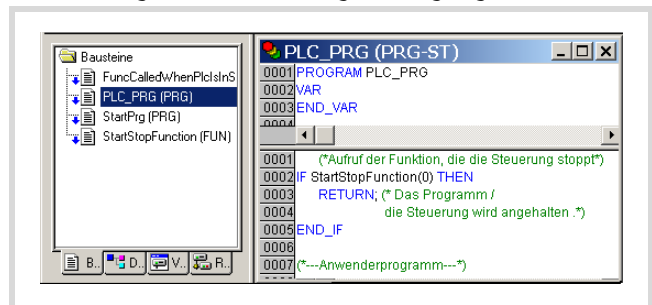 Bausteine
FuncCalledWhenPlcIsInS
PLC_PRG (PRG)
StartPrg (PRG)
StartStopFunction (FUN)
B..
D..
V..
R..
PLC_PRG (PRG-ST)
0001 PROGRAM PLC_PRG
0002 VAR
0003 END_VAR
0004
0001 (*Aufruf der Funktion, die die Steuerung stoppt*)
0002 IF StartStopFunction(0) THEN
0003 RETURN; (* Das Programm /
0004 die Steuerung wird angehalten .*)
0005 END_IF
0006
0007 (*---Anwenderprogramm---*)